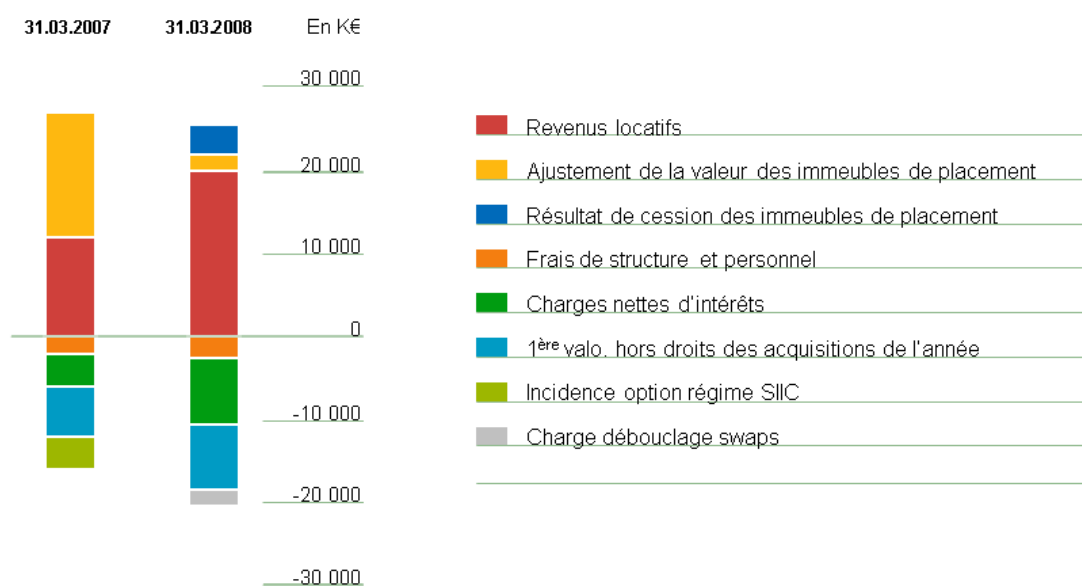 31.03.2007 31.03.2008 En K€
30 000
20 000
10 000
0
-10 000
-20 000
-30 000
Revenus locatifs
Ajustement de la valeur des immeubles de placement
Résultat de cession des immeubles de placement
Frais de structure et personnel
Charges nettes d'intérêts
1ère valo. hors droits des acquisitions de l'année
Incidence option régime SIIC
Charge débouclage swaps